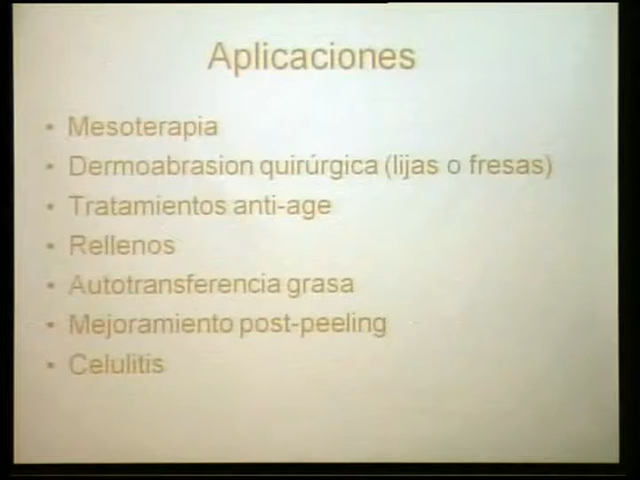 Aplicaciones
• Mesoterapia
• Dermoabrasion quirúrgica (lijas o fresas)
• Tratamientos anti-age
• Rellenos
• Autotransferencia grasa
• Mejoramiento post-peeling
• Celulitis